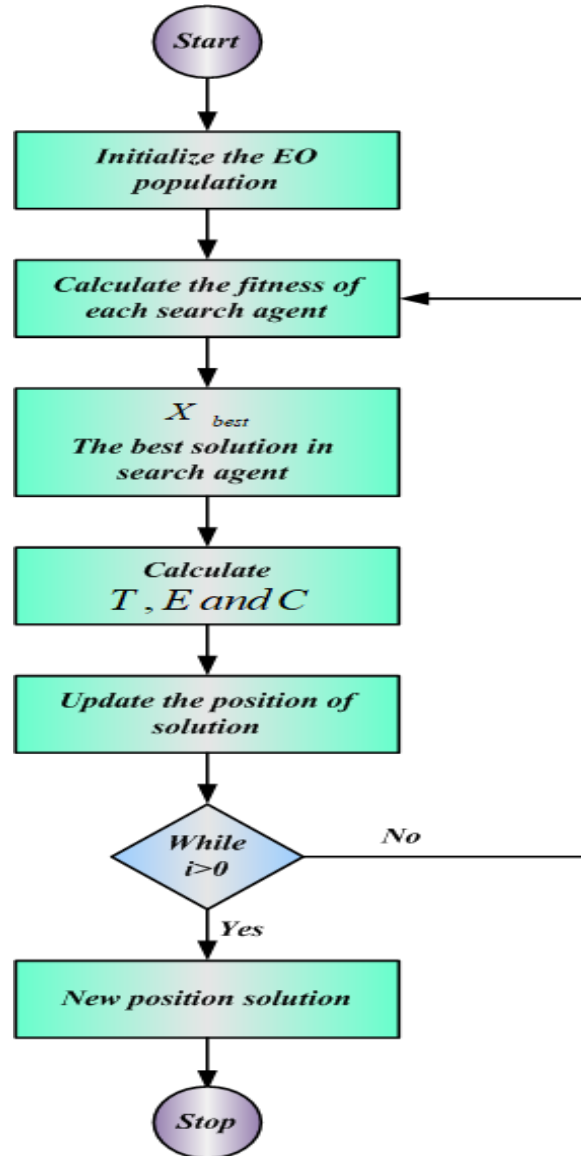 Start
Initialize the EO
population
Calculate the fitness of
each search agent
X best
The best solution in
search agent
Calculate
T , E and C
Update the position of
solution
While
i>0
No
Yes
New position solution
Stop